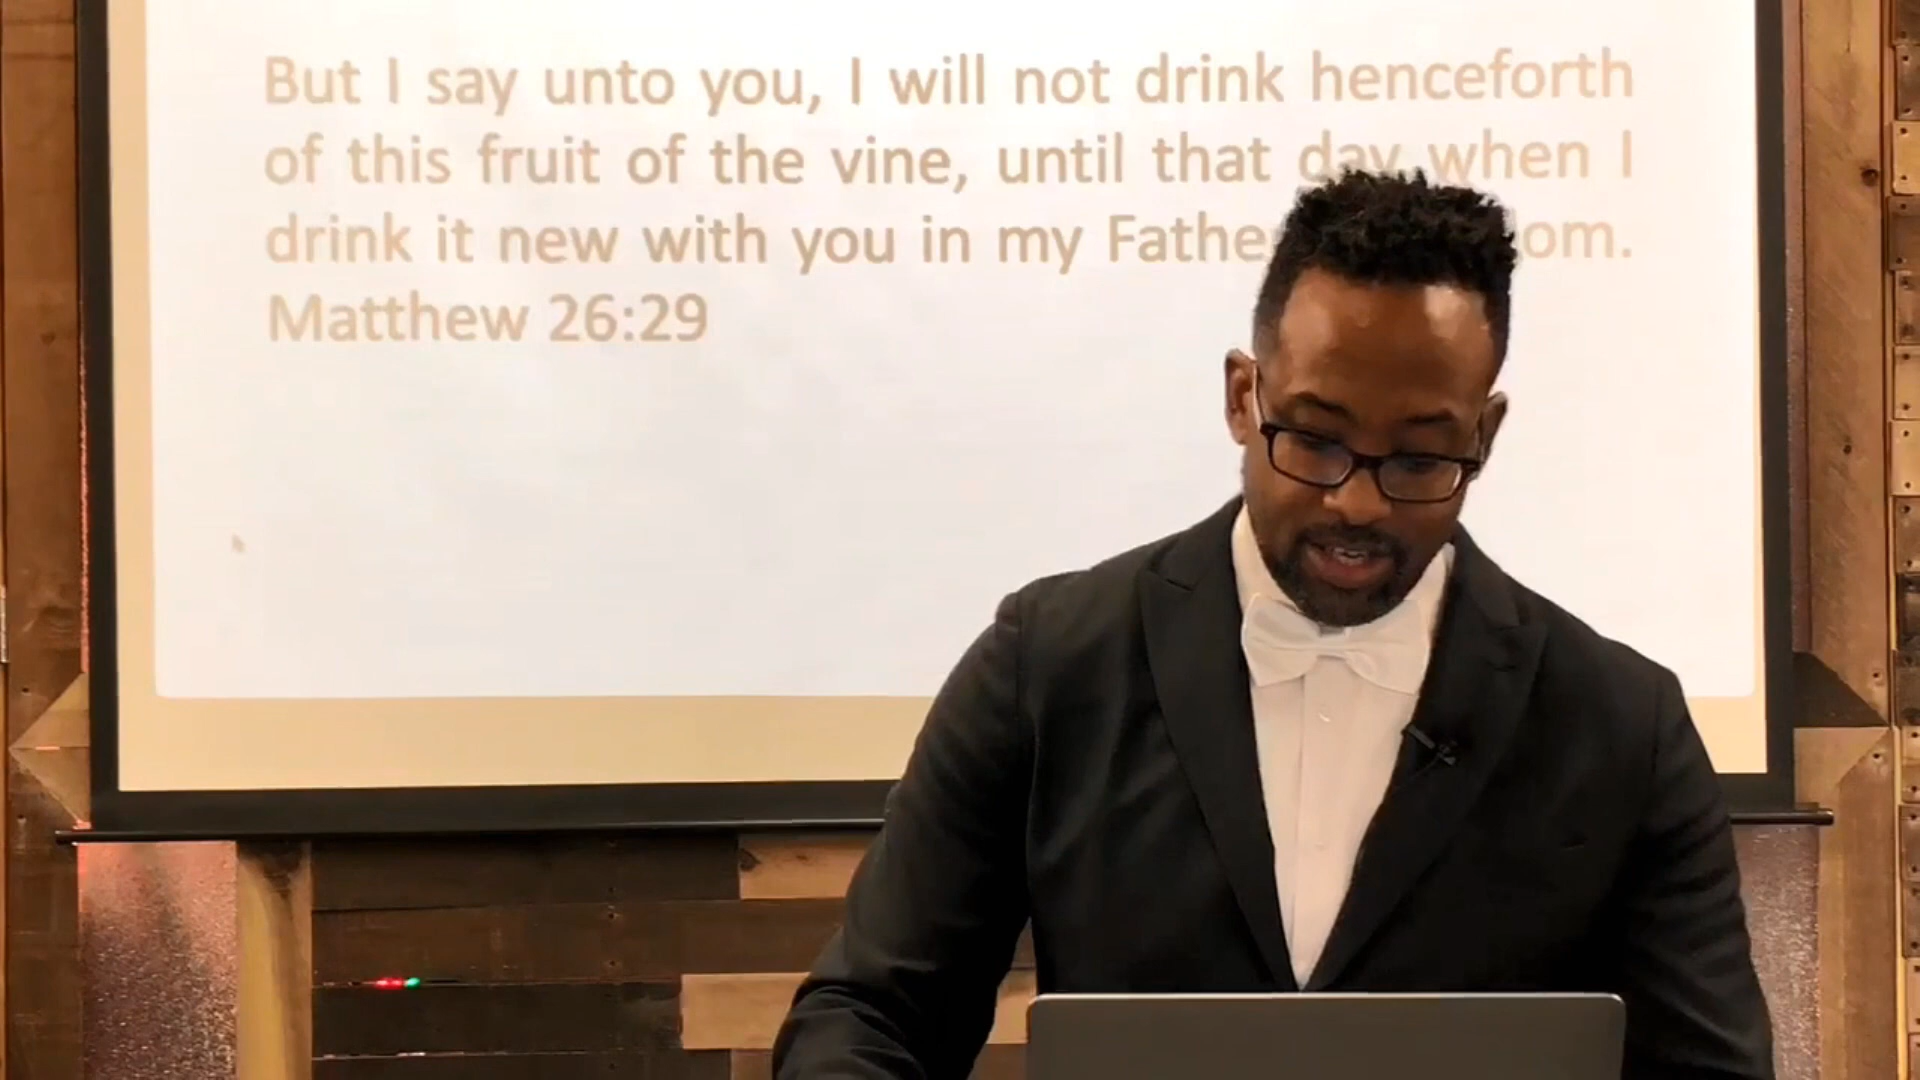 But I say unto you, I will not drink henceforth
of this fruit of the vine, until that day when I
drink it new with you in my
Matthew 26:29